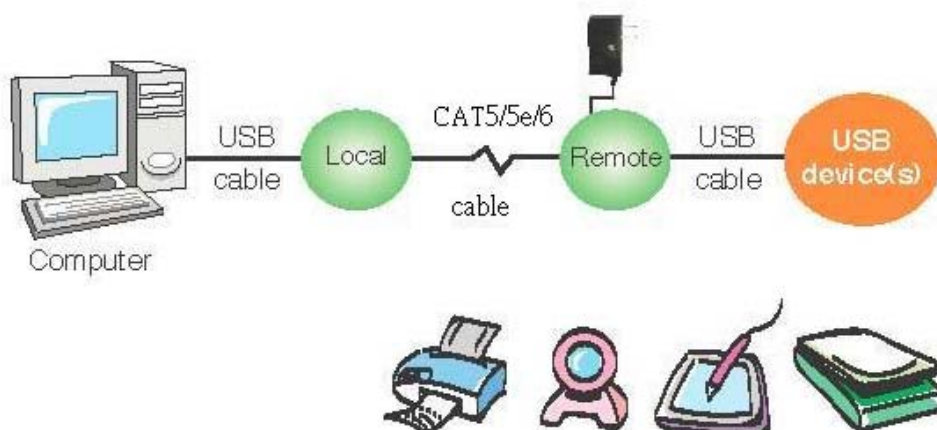 Computer
USB
cable
Local
CAT5/5e/6
cable
Remote
USB
cable
USB
device(s)